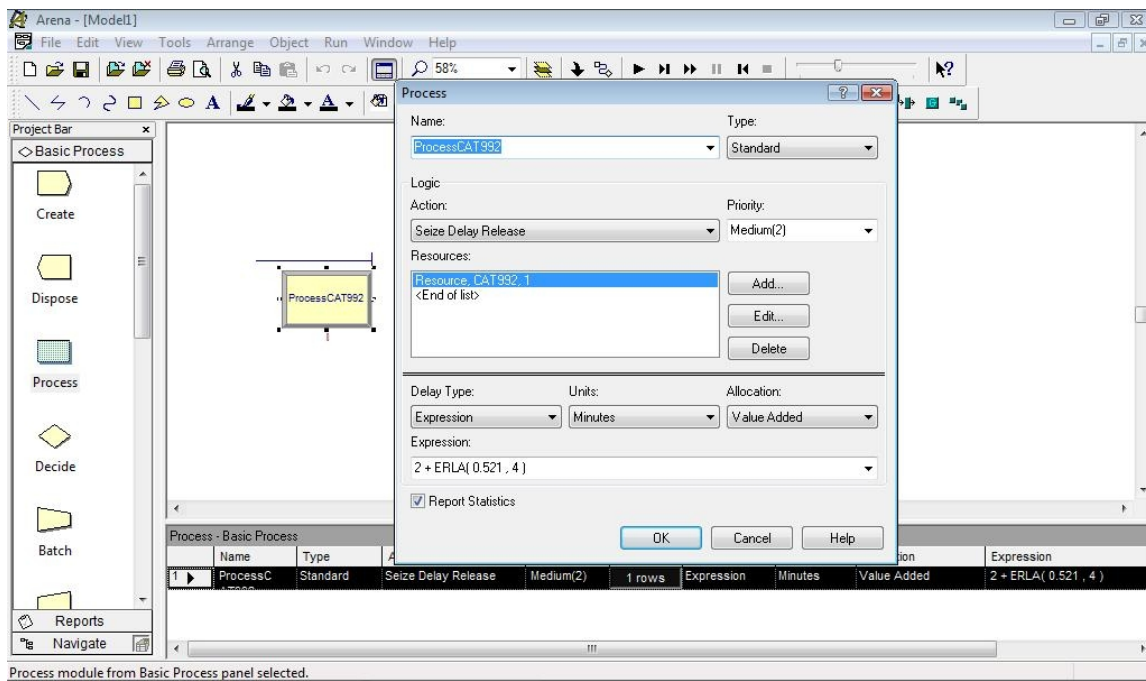 Arena - [Model1]
File Edit View Tools Arrange Object Run Window Help
58%
Process
Name:
Type:
ProcessCAT992
Standard
Project Bar
Basic Process
Create
Dispose
Process
Decide
Batch
Reports
Navigate
ProcessCAT992
Logic
Action:
Priority:
Seize Delay Release
Medium(2)
Resources:
Resource, CAT992, 1
<End of list>
Add...
Edit...
Delete
Delay Type:
Units:
Allocation:
Expression
Minutes
Value Added
Expression:
2 + ERLA( 0.521 , 4 )
Report Statistics
OK
Cancel
Help
Process - Basic Process
Name Type A ion Expression
1 ProcessC Standard Seize Delay Release Medium(2) 1 rows Expression Minutes Value Added 2 + ERLA( 0.521 , 4 )
Process module from Basic Process panel selected.